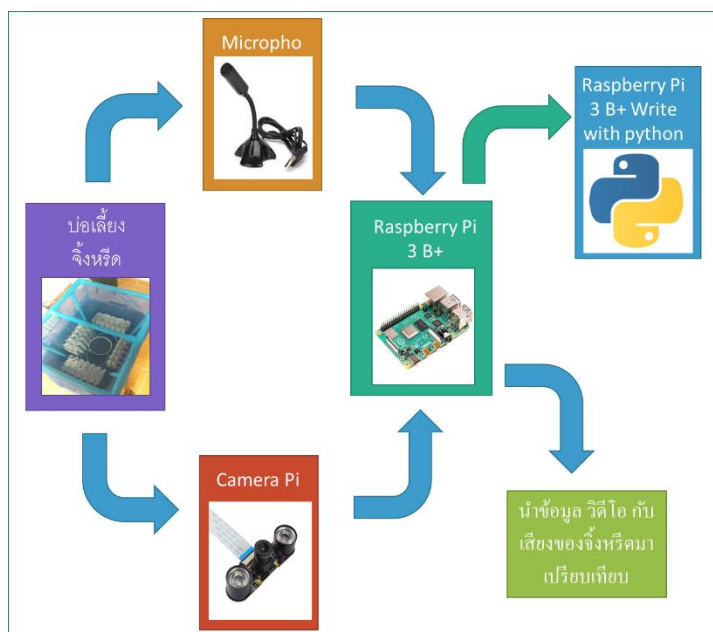 Micropho
Raspberry Pi
3 B+ Write
with python
บ่อเลี้ยง
จิ้งหรีด
Raspberry Pi
3 B+
Camera Pi
นำข้อมูล วิดีโอ กับ
เสียงของจิ้งหรีดมา
เปรียบเทียบ